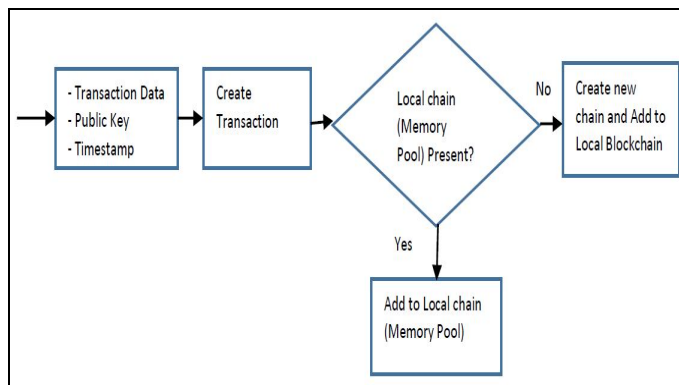 - Transaction Data
- Public Key
- Timestamp
Create
Transaction
Local chain
(Memory
Pool) Present?
No
Create new
chain and Add to
Local Blockchain
Yes
Add to Local chain
(Memory Pool)